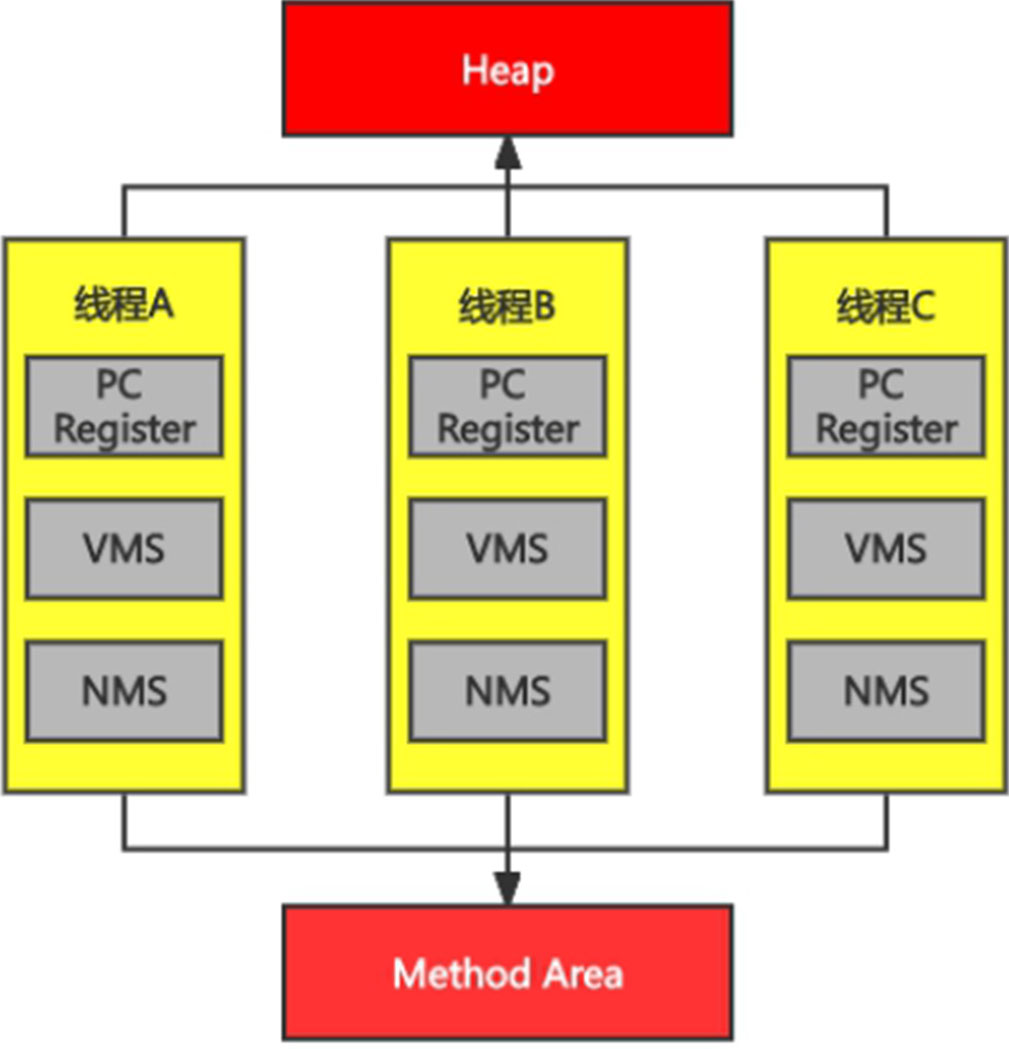 Heap
线程A
PC
Register
VMS
NMS
线程B
PC
Register
VMS
NMS
线程C
PC
Register
VMS
NMS
Method Area